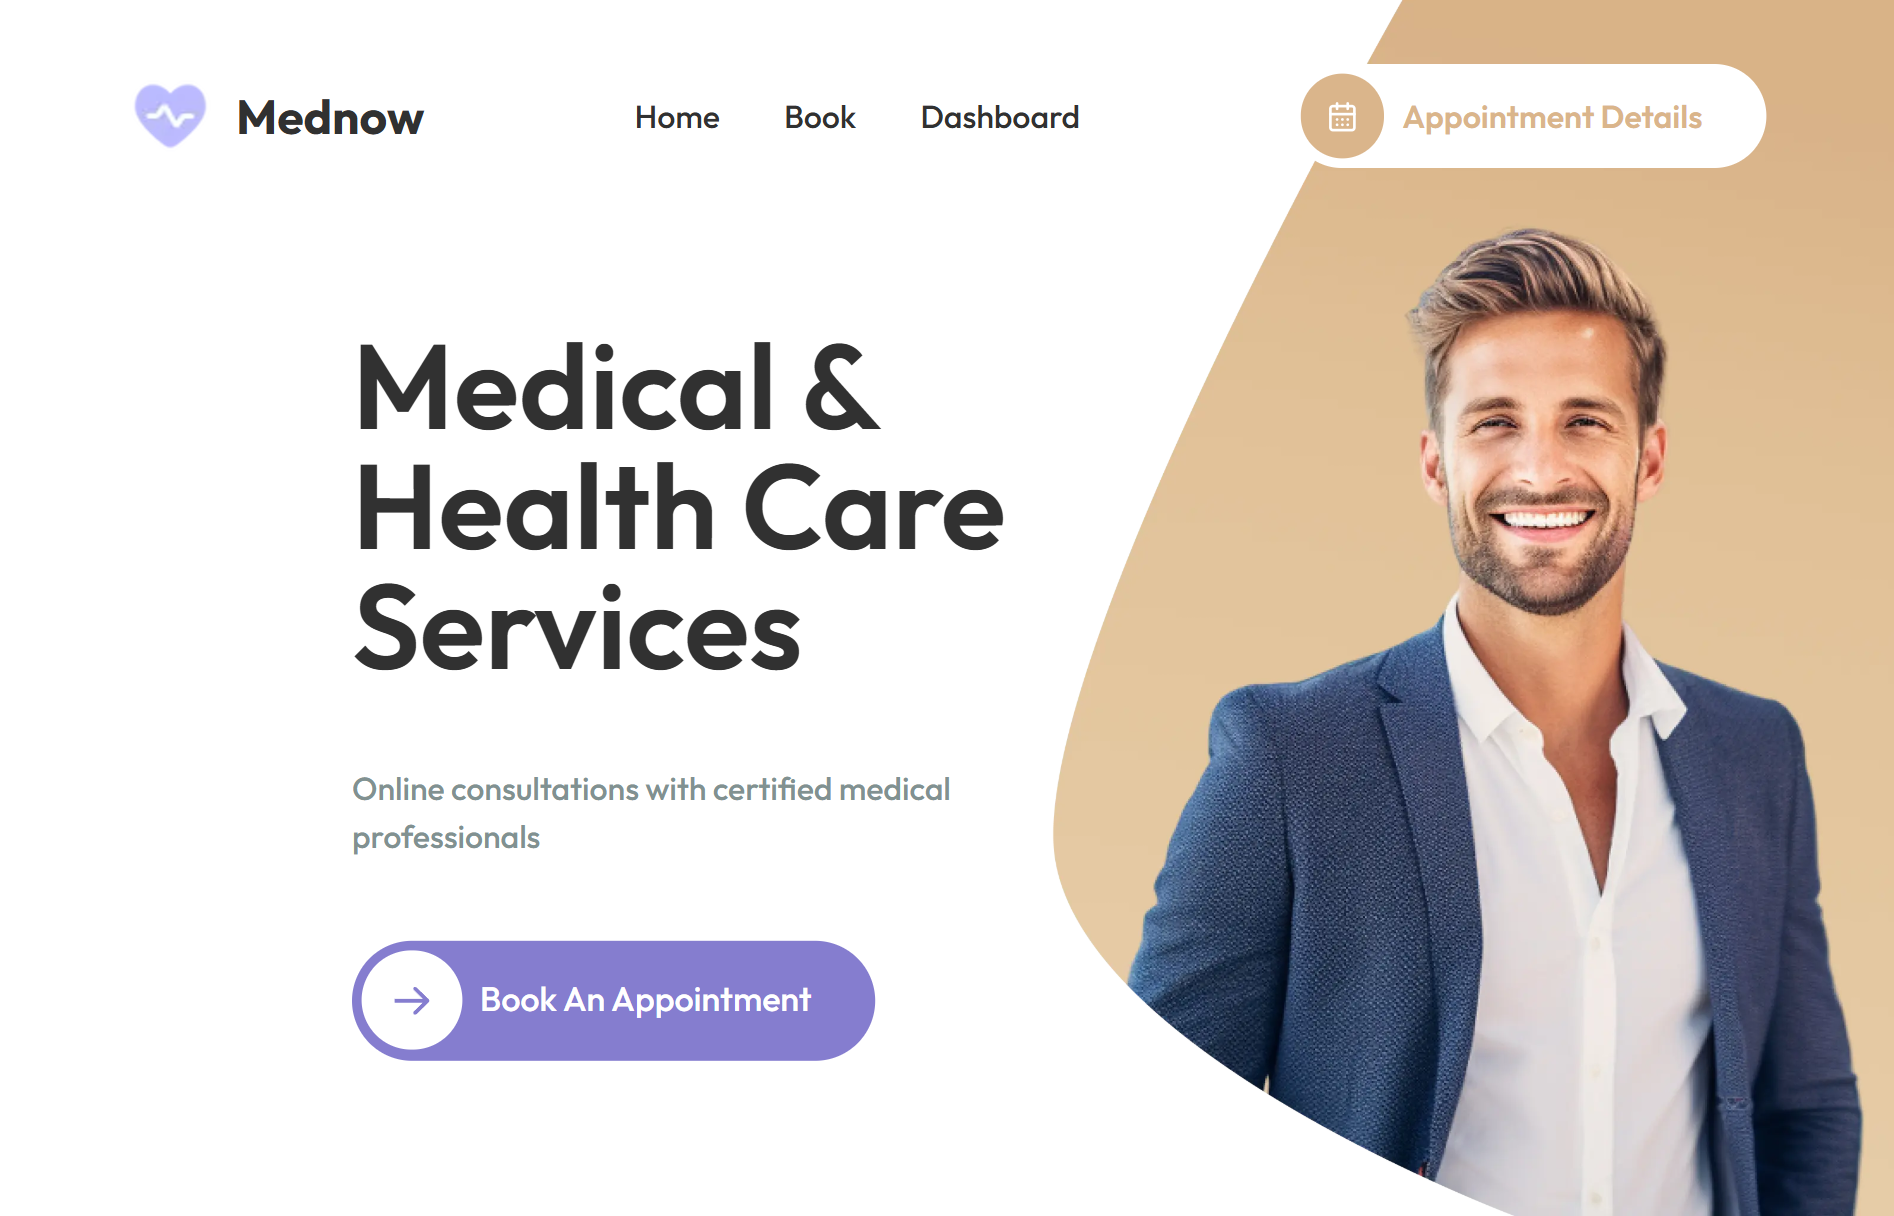 Mednow
Home Book Dashboard
Appointment Details
Medical &
Health Care
Services
Online consultations with certified medical
professionals
Book An Appointment